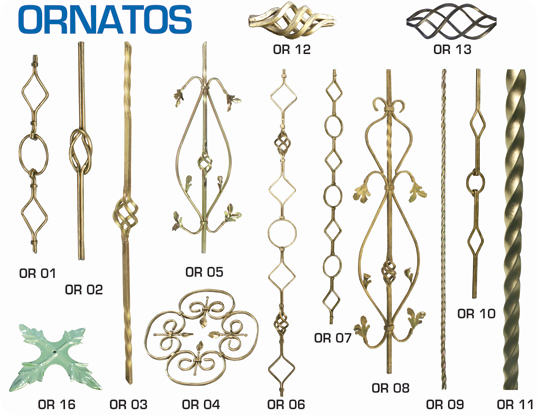 ORNATOS
OR 12
OR 13
OR 01
OR 02
OR 05
OR 07
OR 10
OR 16
OR 03
OR 04
OR 06
OR 08
OR 09
OR 11